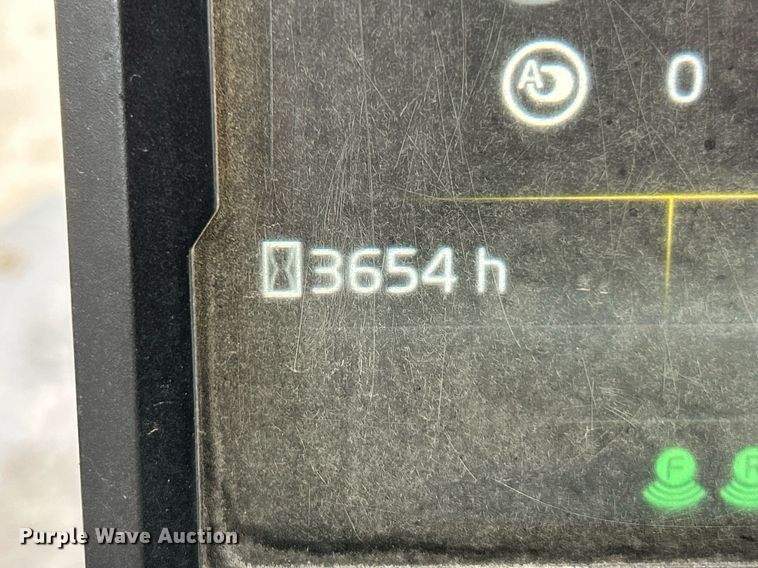 A 0
3654 h
F R
Purple Wave Auction